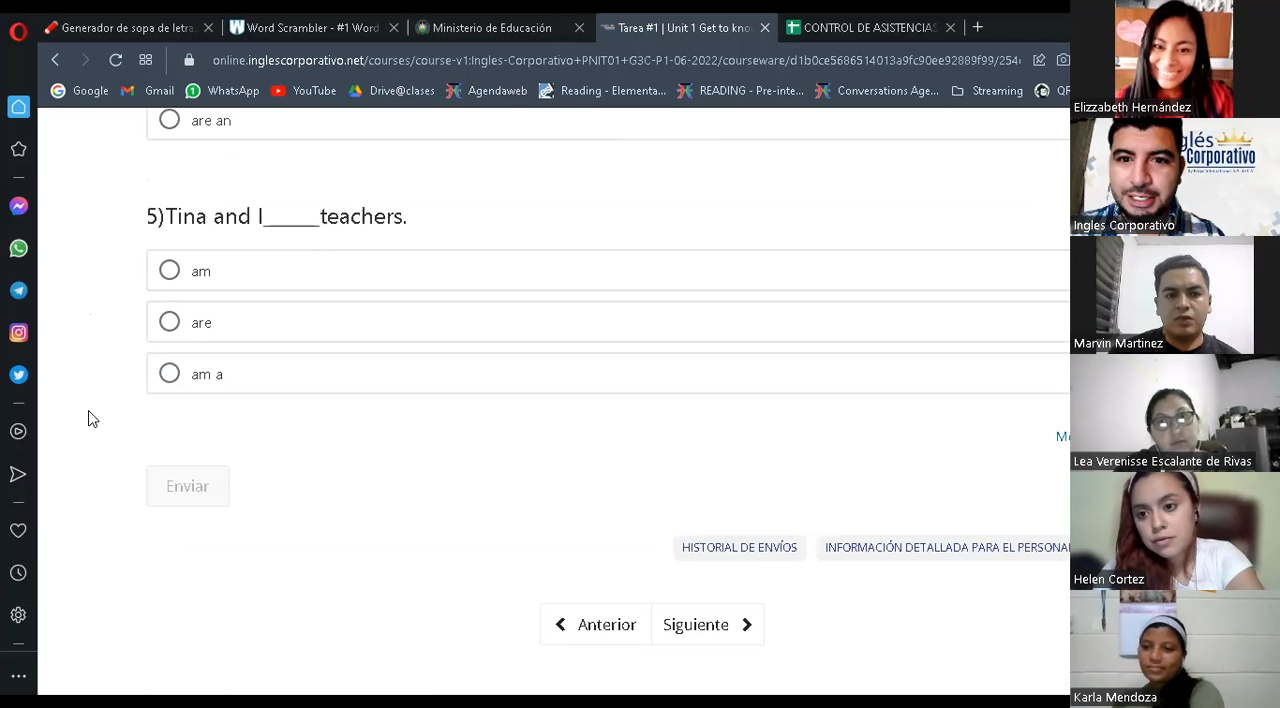 Generador de sopa de letra
Word Scrambler - #1 Word
Ministerio de Educación
Tarea #1 | Unit 1 Get to kno
CONTROL DE ASISTENCIAS
online.inglescorporativo.net/courses/course-v1:Ingles-Corporativo+PNIT01+G3C-P1-06-2022/courseware/d1b0ce5686514013a9fc90ee92889f99/254
Google
Gmail
WhatsApp
YouTube
Drive@clases
Agendaweb
Reading - Elementa...
READING - Pre-inte...
Conversations Age...
Streaming
QR
are an
5)Tina and I_____teachers.
am
are
am a
Enviar
HISTORIAL DE ENVÍOS
INFORMACIÓN DETALLADA PARA EL PERSONA
Anterior
Siguiente
Elizzabeth Hernández
glés
Corporativo
Ingles Corporativo
Marvin Martinez
Lea Verenisse Escalante de Rivas
Helen Cortez
Karla Mendoza